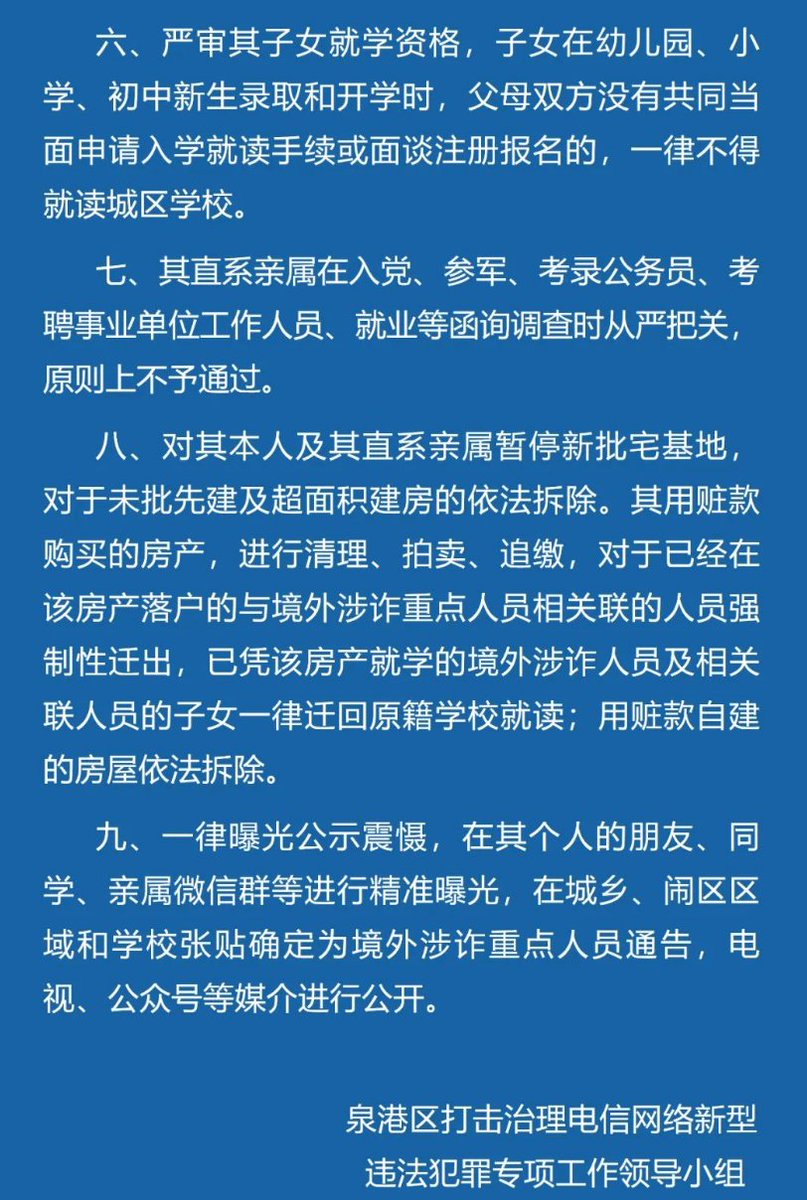 六、严审其子女就学资格，子女在幼儿园、小
学、初中新生录取和开学时，父母双方没有共同当
面申请入学就读手续或面谈注册报名的，一律不得
就读城区学校。
七、其直系亲属在入党、参军、考录公务员、考
聘事业单位工作人员、就业等函询调查时从严把关，
原则上不予通过。
八、对其本人及其直系亲属暂停新批宅基地，
对于未批先建及超面积建房的依法拆除。其用赃款
购买的房产，进行清理、拍卖、追缴，对于已经在
该房产落户的与境外涉诈重点人员相关联的人员强
制性迁出，已凭该房产就学的境外涉诈人员及相关
联人员的子女一律迁回原籍学校就读；用赃款自建
的房屋依法拆除。
九、一律曝光公示震慑，在其个人的朋友、同
学、亲属微信群等进行精准曝光，在城乡、闹区区
域和学校张贴确定为境外涉诈重点人员通告，电
视、公众号等媒介进行公开。
泉港区打击治理电信网络新型
违法犯罪专项工作领导小组